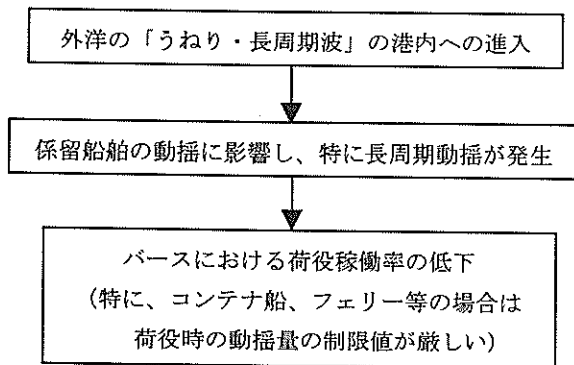 外洋の「うねり・長周期波」の港内への進入
係留船舶の動揺に影響し、特に長周期動揺が発生
バースにおける荷役稼働率の低下
（特に、コンテナ船、フェリー等の場合は
荷役時の動揺量の制限値が厳しい）